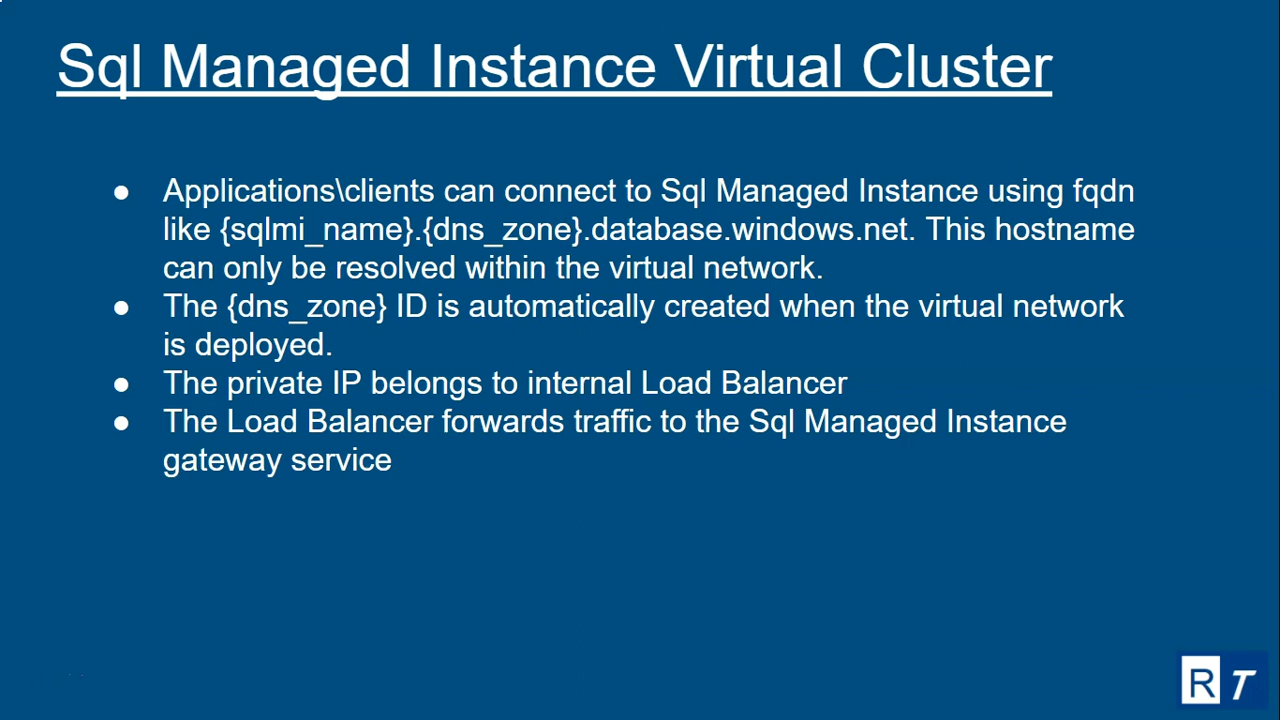 Sql Managed Instance Virtual Cluster
● Applications\clients can connect to Sql Managed Instance using fqdn
like {sqlmi_name}.{dns_zone}.database.windows.net. This hostname
can only be resolved within the virtual network.
● The {dns_zone} ID is automatically created when the virtual network
is deployed.
● The private IP belongs to internal Load Balancer
● The Load Balancer forwards traffic to the Sql Managed Instance
gateway service
RT